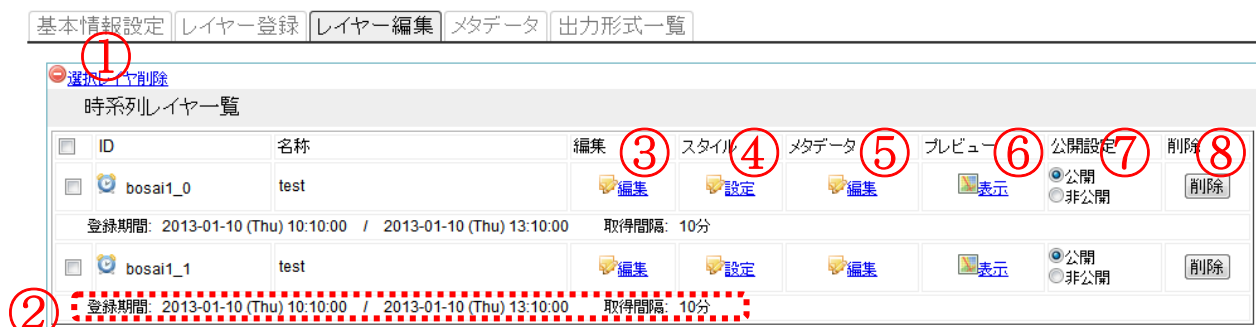 基本情報設定 レイヤー登録 レイヤー編集 メタデータ 出力形式一覧
①
選択レイヤ削除
時系列レイヤ一覧
ID 名称 編集 ③ スタイル ④ メタデータ ⑤ プレビュー ⑥ 公開設定 ⑦ 削除 ⑧
bosai1_0 test 編集 設定 編集 表示 公開 削除
非公開
登録期間: 2013-01-10 (Thu) 10:10:00 / 2013-01-10 (Thu) 13:10:00 取得間隔: 10分
bosai1_1 test 編集 設定 編集 表示 公開 削除
非公開
② 登録期間: 2013-01-10 (Thu) 10:10:00 / 2013-01-10 (Thu) 13:10:00 取得間隔: 10分